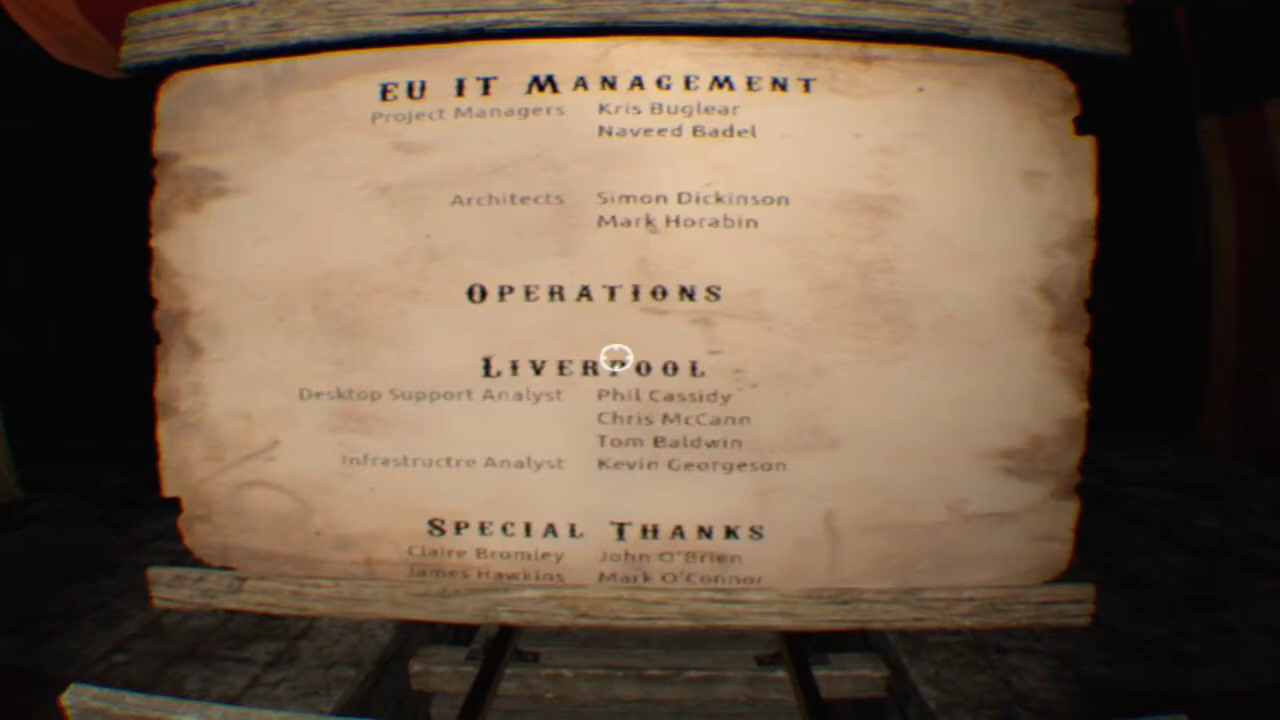 EU IT MANAGEMENT
Project Managers Kris Buglear
Naveed Badel
Architects Simon Dickinson
Mark Horabin
OPERATIONS
LIVERPOOL
Desktop Support Analyst Phil Cassidy
Chris McCann
Tom Baldwin
Infrastructre Analyst Kevin Georgeson
SPECIAL THANKS
Claire Bromley John O'Brien
James Hawkins Mark O'Connor